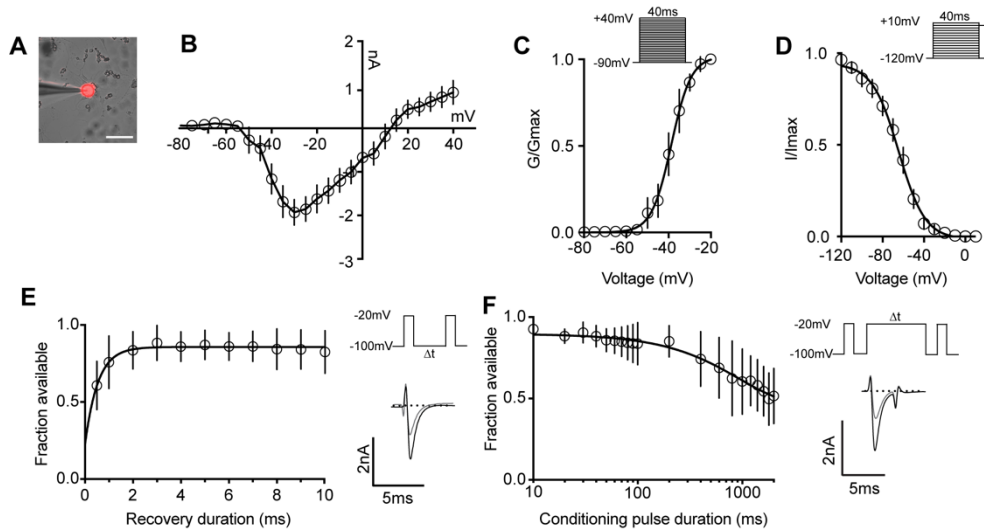 A
B
2
nA
1
mV
-80
-60
-40
-20
20
40
-1
-2
-3
C
+40mV
40ms
-90mV
1.0
G/Gmax
0.5
0.0
-80
-60
-40
-20
Voltage (mV)
D
+10mV
40ms
-120mV
1.0
I/Imax
0.5
0.0
-120
-80
-40
0
Voltage (mV)
E
1.0
Fraction available
0.5
0.0
0
2
4
6
8
10
Recovery duration (ms)
-20mV
-100mV
Δt
2nA
5ms
F
1.0
Fraction available
0.5
0.0
10
100
1000
Conditioning pulse duration (ms)
Δt
-20mV
-100mV
2nA
5ms